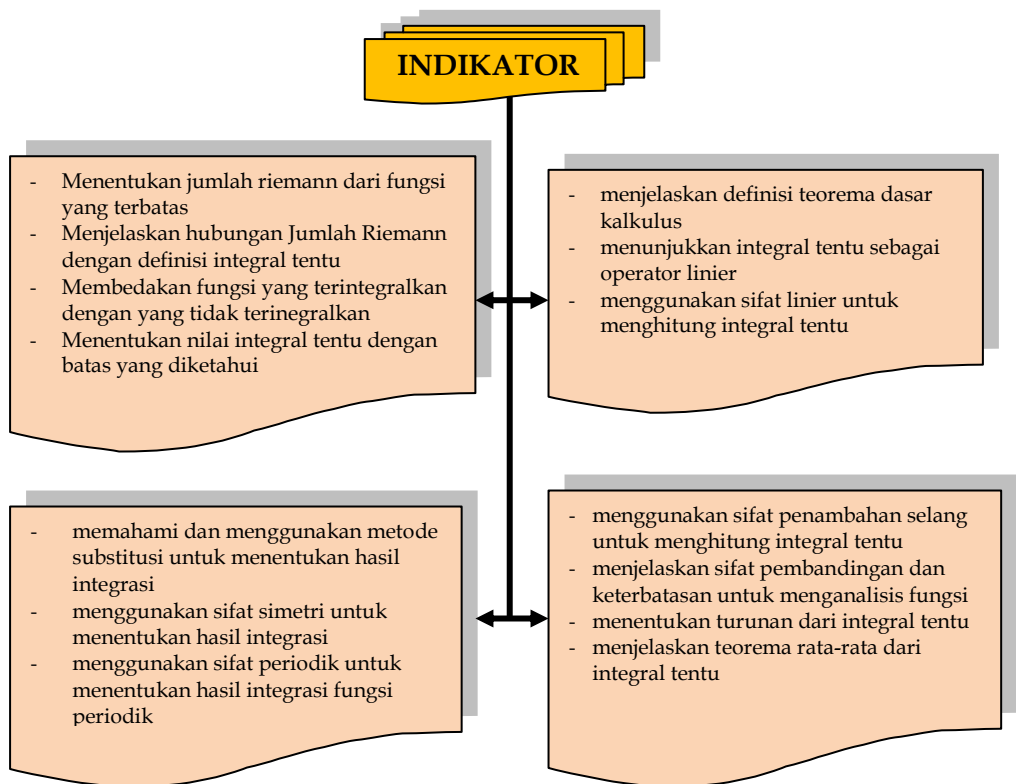 INDIKATOR
- Menentukan jumlah riemann dari fungsi
yang terbatas
- Menjelaskan hubungan Jumlah Riemann
dengan definisi integral tentu
- Membedakan fungsi yang terintegralkan
dengan yang tidak terinegralkan
- Menentukan nilai integral tentu dengan
batas yang diketahui
- menjelaskan definisi teorema dasar
kalkulus
- menunjukkan integral tentu sebagai
operator linier
- menggunakan sifat linier untuk
menghitung integral tentu
- memahami dan menggunakan metode
substitusi untuk menentukan hasil
integrasi
- menggunakan sifat simetri untuk
menentukan hasil integrasi
- menggunakan sifat periodik untuk
menentukan hasil integrasi fungsi
periodik
- menggunakan sifat penambahan selang
untuk menghitung integral tentu
- menjelaskan sifat pembandingan dan
keterbatasan untuk menganalisis fungsi
- menentukan turunan dari integral tentu
- menjelaskan teorema rata-rata dari
integral tentu